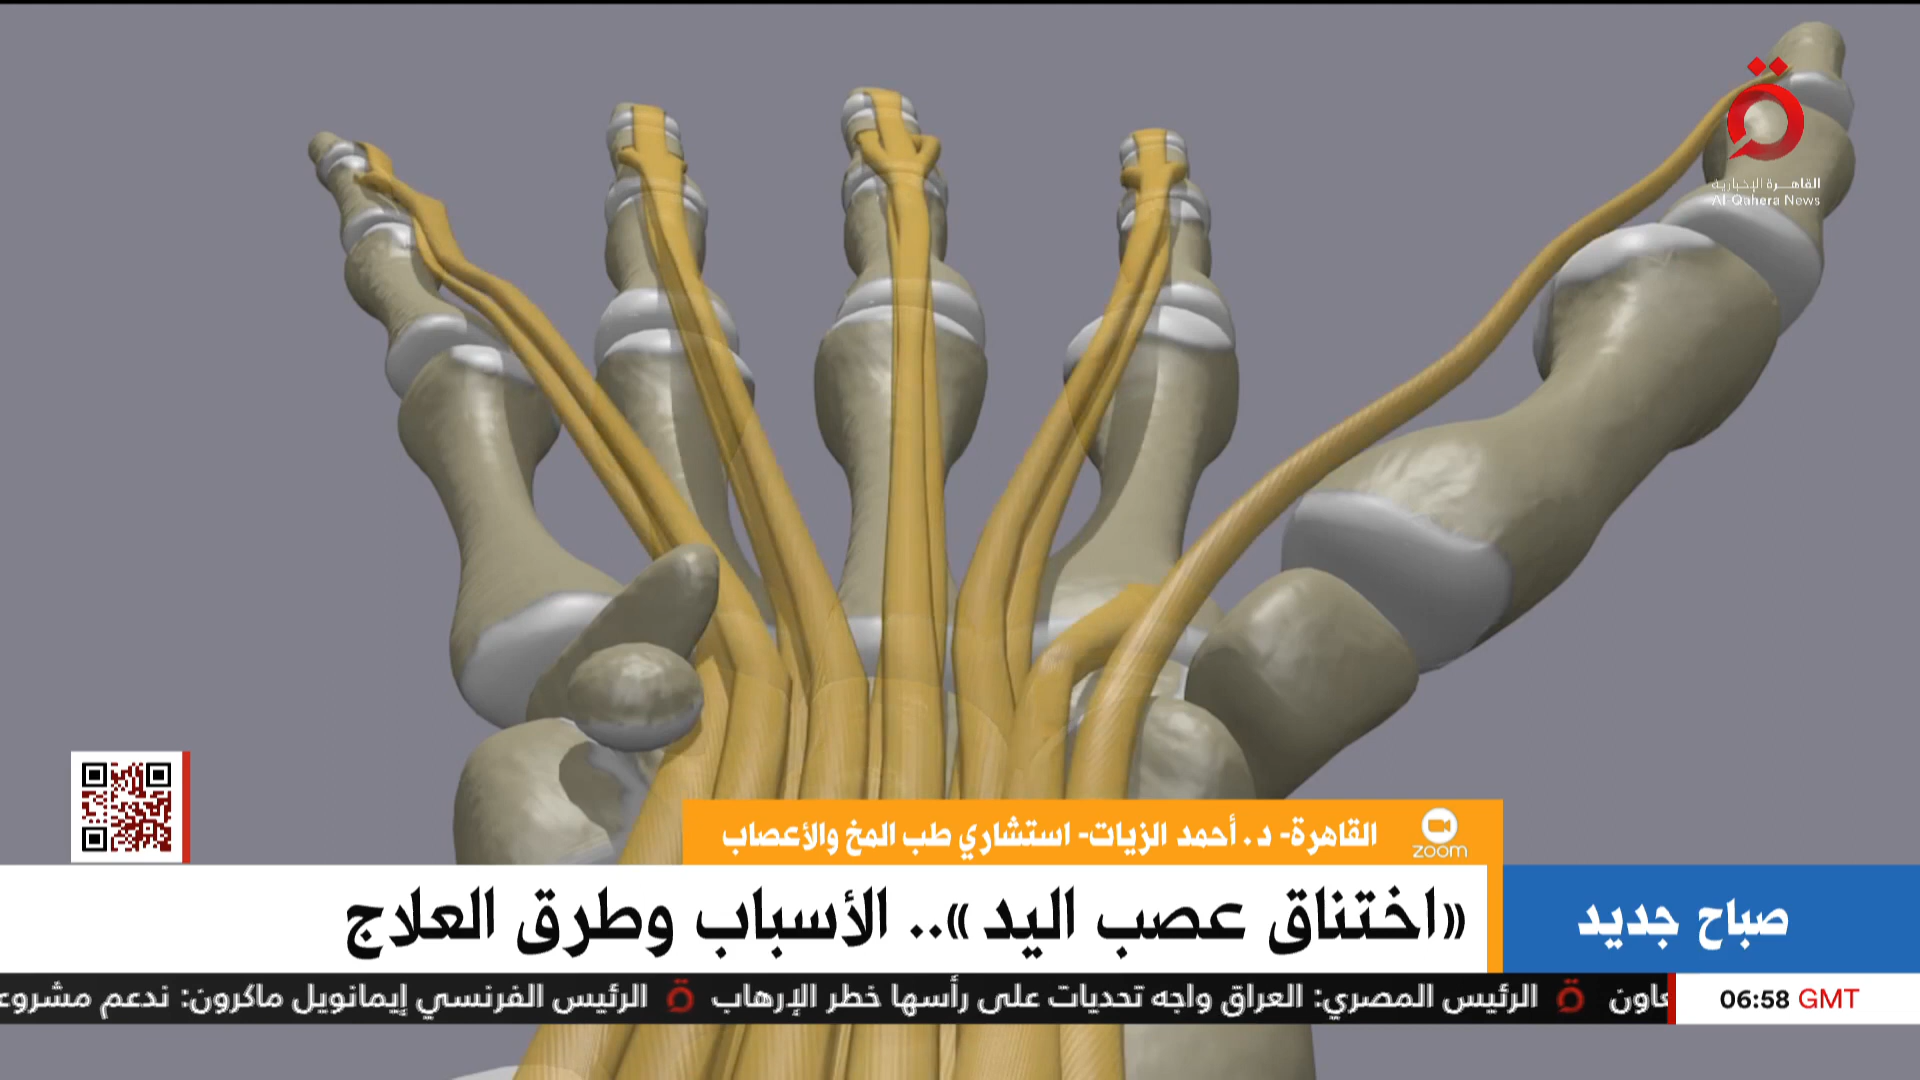 القاهرة الإخبارية
Al Qahera News
القاهرة- د. أحمد الزيات- استشاري طب المخ والأعصاب
zoom
«اختناق عصب اليد».. الأسباب وطرق العلاج
صباح جديد
عاون الرئيس المصري: العراق واجه تحديات على رأسها خطر الإرهاب الرئيس الفرنسي إيمانويل ماكرون: ندعم مشروع
06:58 GMT